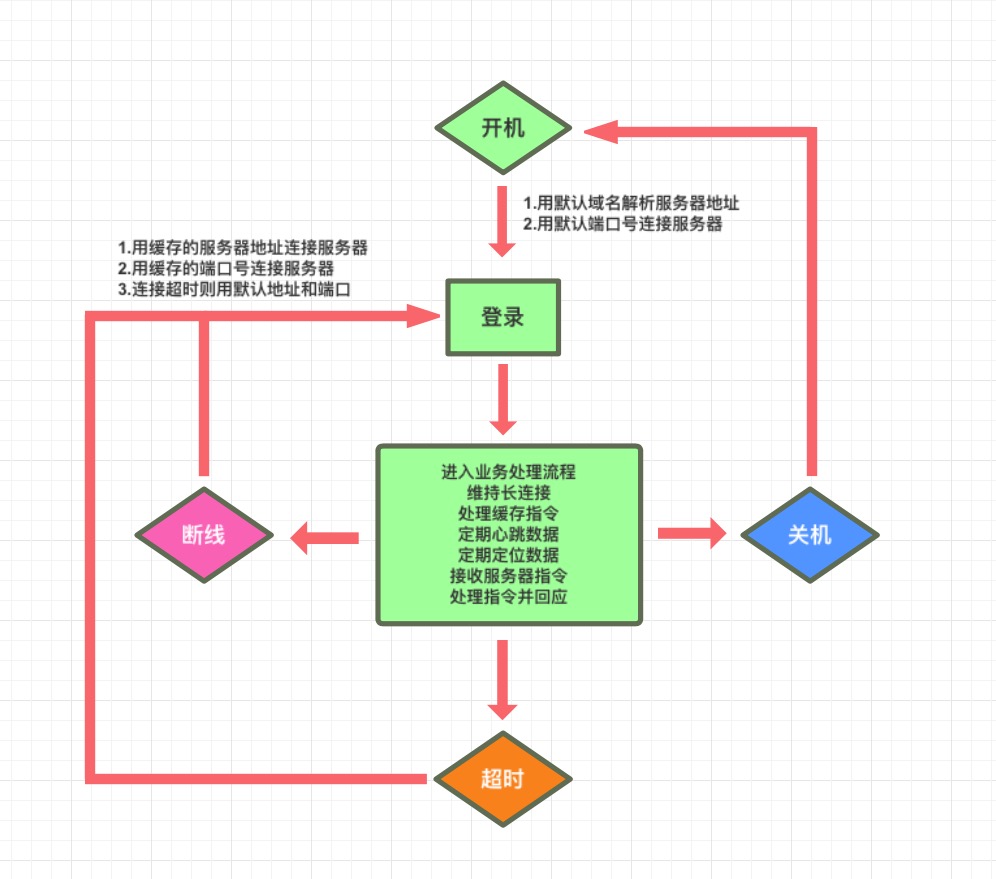 开机
1.用默认域名解析服务器地址
2.用默认端口号连接服务器
1.用缓存的服务器地址连接服务器
2.用缓存的端口号连接服务器
3.连接超时则用默认地址和端口
登录
进入业务处理流程
维持长连接
处理缓存指令
定期心跳数据
定期定位数据
接收服务器指令
处理指令并回应
断线
关机
超时